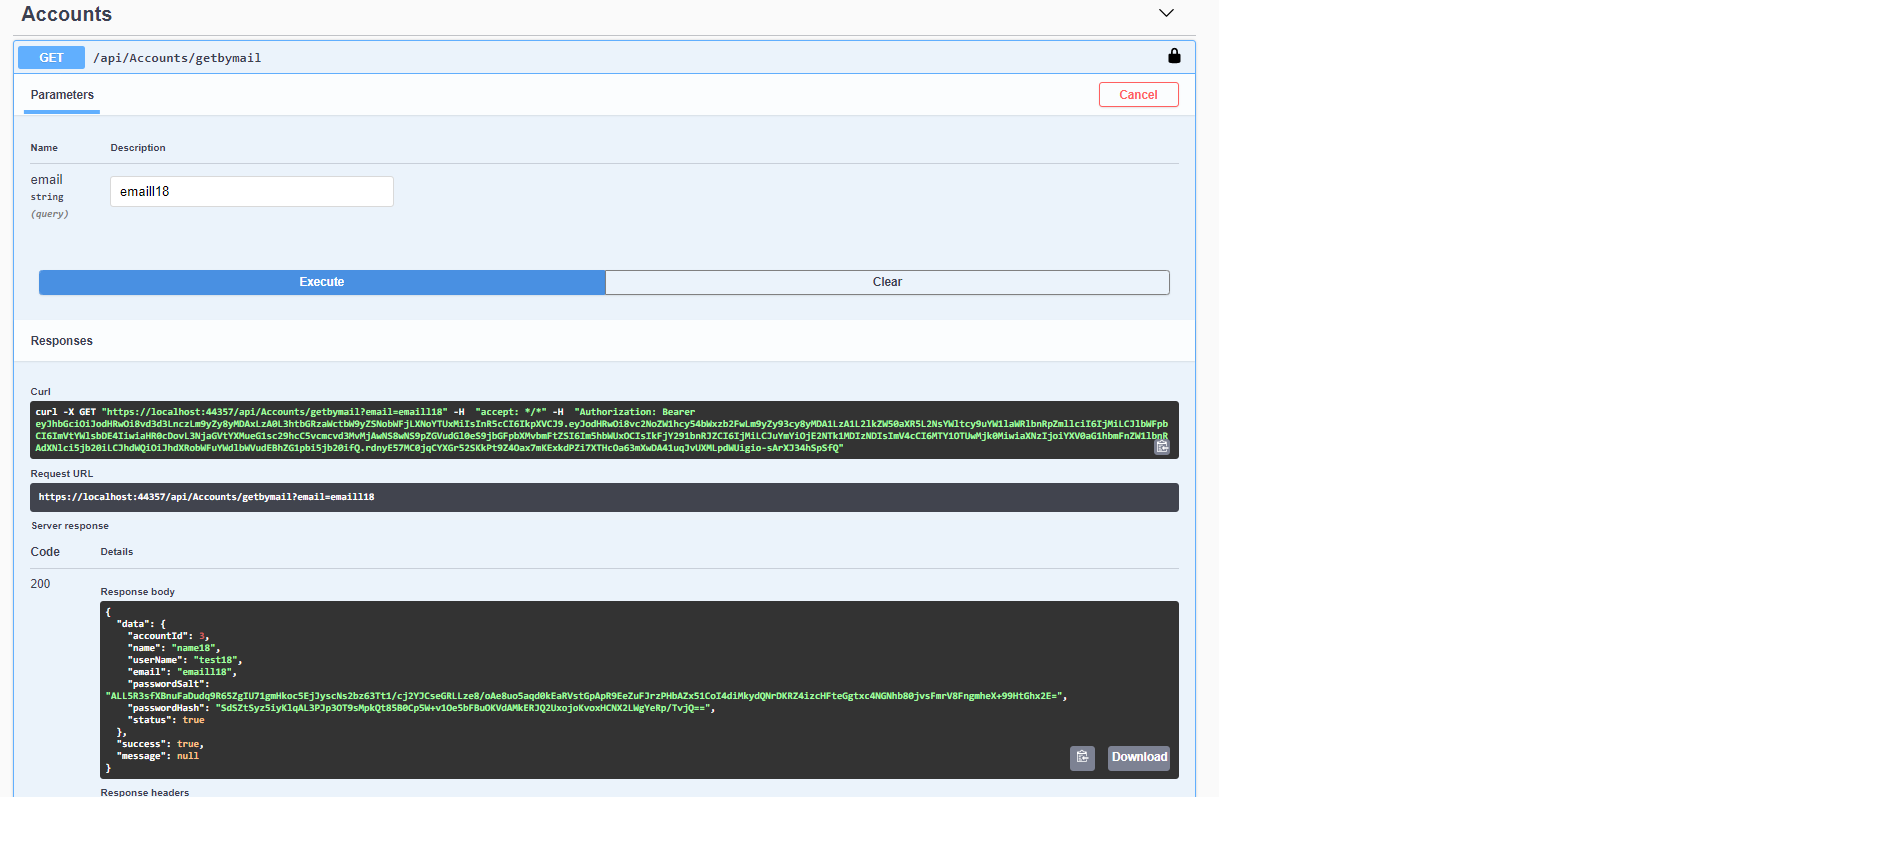 Accounts
GET /api/Accounts/getbymail
Parameters
Cancel
Name Description
email
string
(query)
emaill18
Execute
Clear
Responses
Curl
curl -X GET "https://localhost:44357/api/Accounts/getbymail?email=emaill18" -H  "accept: */*" -H  "Authorization: Bearer
Request URL
https://localhost:44357/api/Accounts/getbymail?email=emaill18
Server response
Code Details
200
Response body
{
"data": {
"accountId": 3,
"name": "name18",
"userName": "test18",
"email": "emaill18",
"passwordSalt":
"passwordHash":
"status": true
},
"success": true,
"message": null
}
Download
Response headers